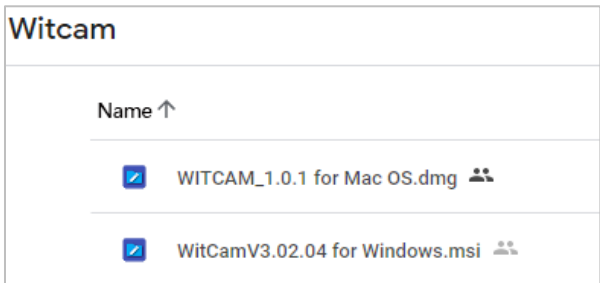 Witcam
Name ↑
WITCAM_1.0.1 for Mac OS.dmg
WitCamV3.02.04 for Windows.msi